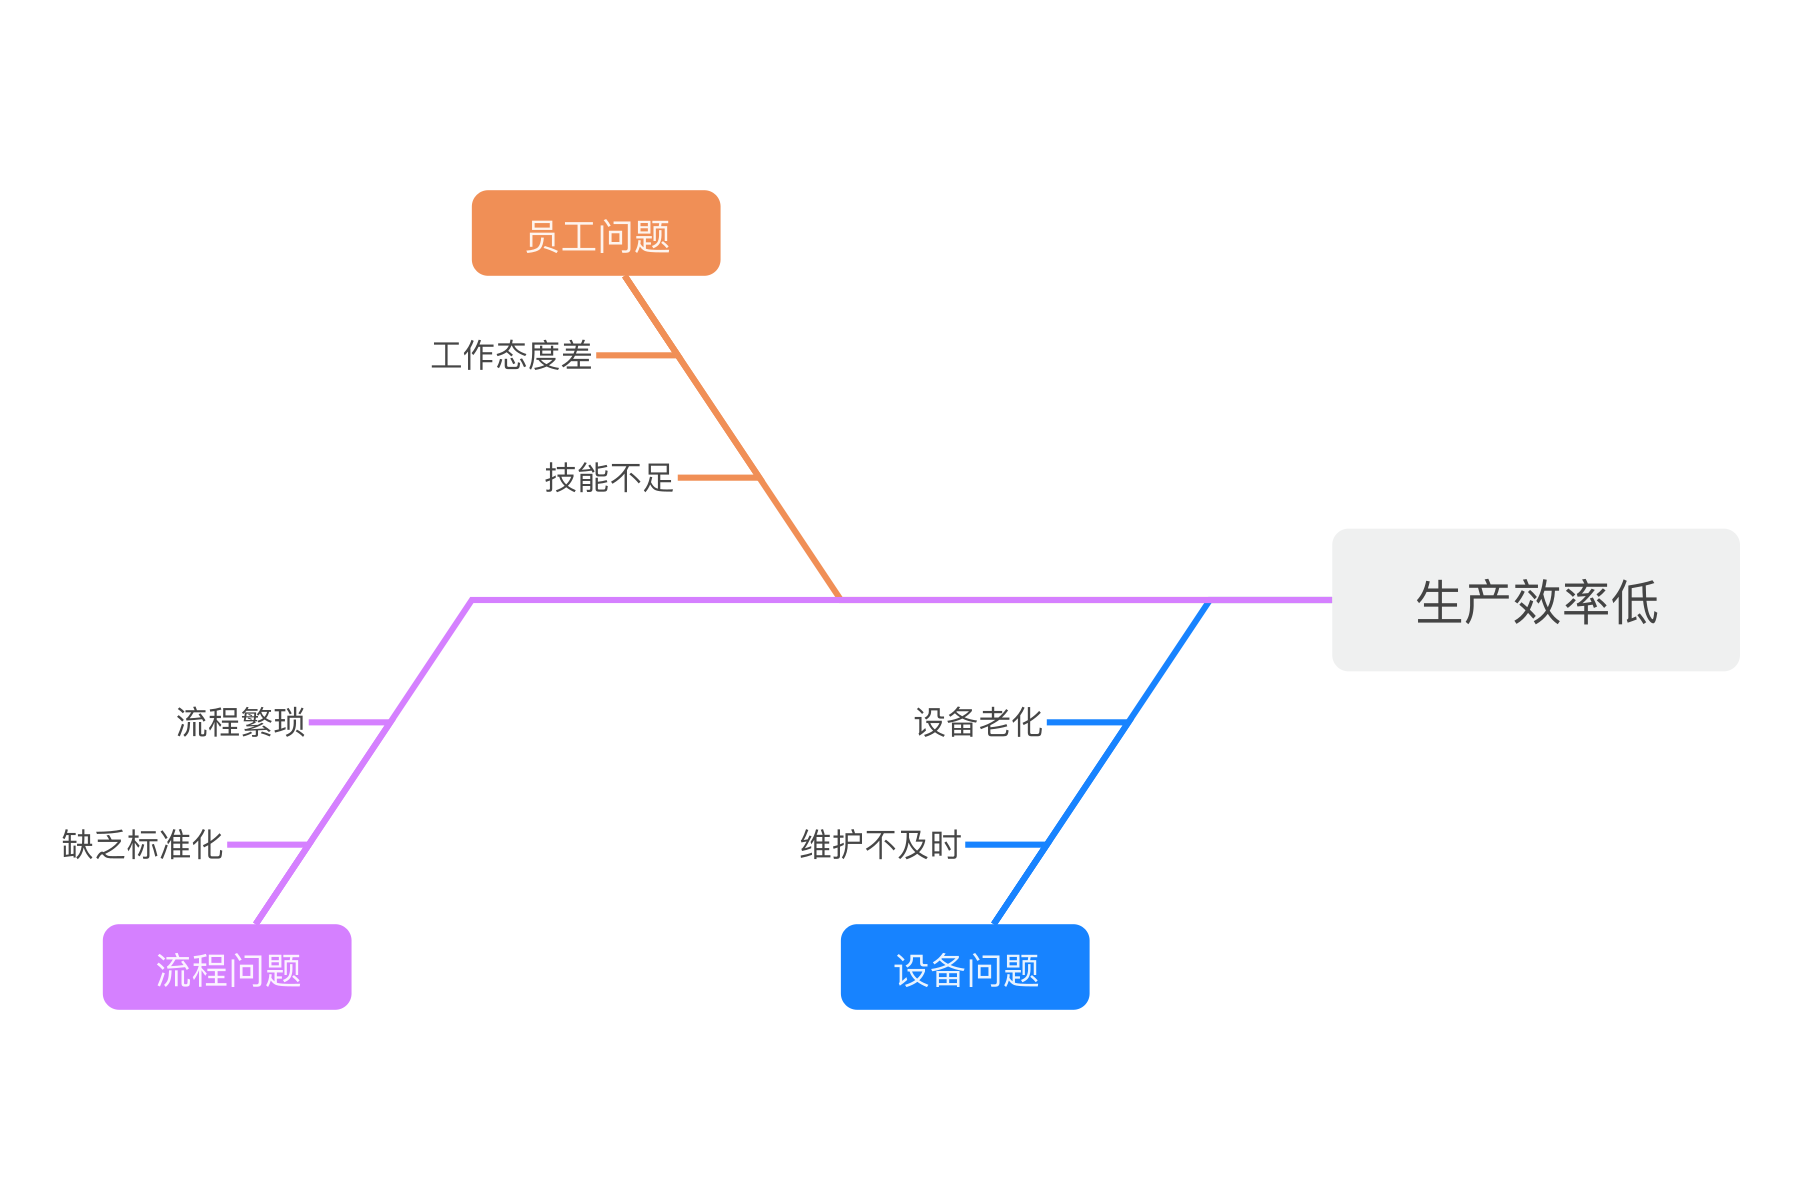 员工问题
工作态度差
技能不足
生产效率低
流程繁琐
设备老化
缺乏标准化
维护不及时
流程问题
设备问题